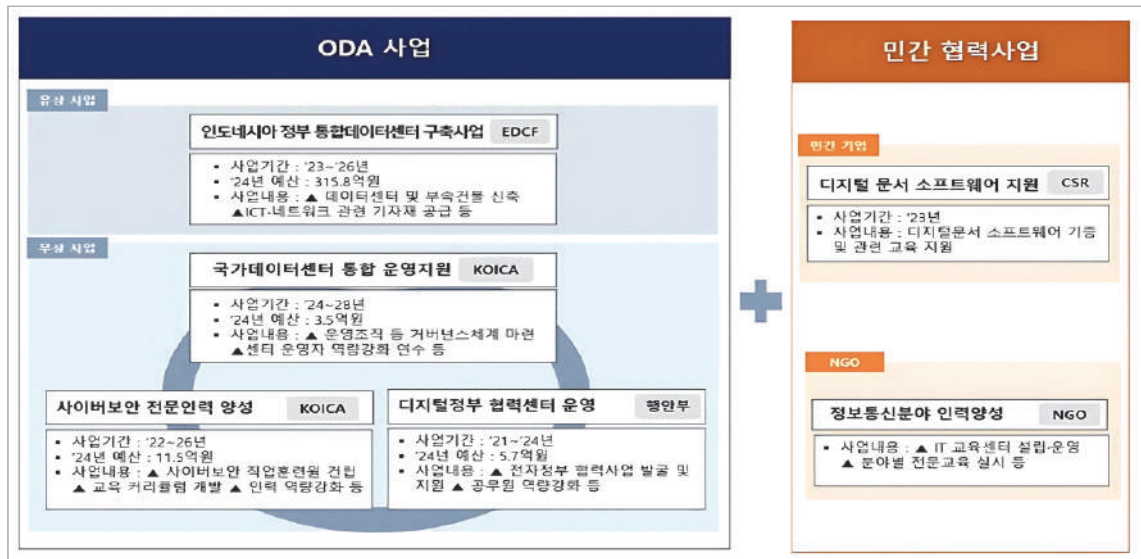 ODA 사업
유상 사업
인도네시아 정부 통합데이터센터 구축사업 EDCF
▪ 사업기간 : '23~'26년
▪ '24년 예산 : 315.8억원
▪ 사업내용 : ▲ 데이터센터 및 부속건물 신축
▲ICT·네트워크 관련 기자재 공급 등
무상 사업
국가데이터센터 통합 운영지원 KOICA
▪ 사업기간 : '24~28년
▪ '24년 예산 : 3.5억원
▪ 사업내용 : ▲ 운영조직 등 거버넌스체계 마련
▲센터 운영자 역량강화 연수 등
사이버보안 전문인력 양성 KOICA
▪ 사업기간 : '22~26년
▪ '24년 예산 : 11.5억원
▪ 사업내용 : ▲ 사이버보안 직업훈련원 건립
▲ 교육 커리큘럼 개발 ▲ 인력 역량강화 등
디지털정부 협력센터 운영 행안부
▪ 사업기간 : '21~'24년
▪ '24년 예산 : 5.7억원
▪ 사업내용 : ▲ 전자정부 협력사업 발굴 및
지원 ▲ 공무원 역량강화 등
민간 협력사업
민간 기업
디지털 문서 소프트웨어 지원 CSR
▪ 사업기간 : '23년
▪ 사업내용 : 디지털문서 소프트웨어 기증
및 관련 교육 지원
NGO
정보통신분야 인력양성 NGO
▪ 사업내용 : ▲ IT 교육센터 설립·운영
▲ 분야별 전문교육 실시 등